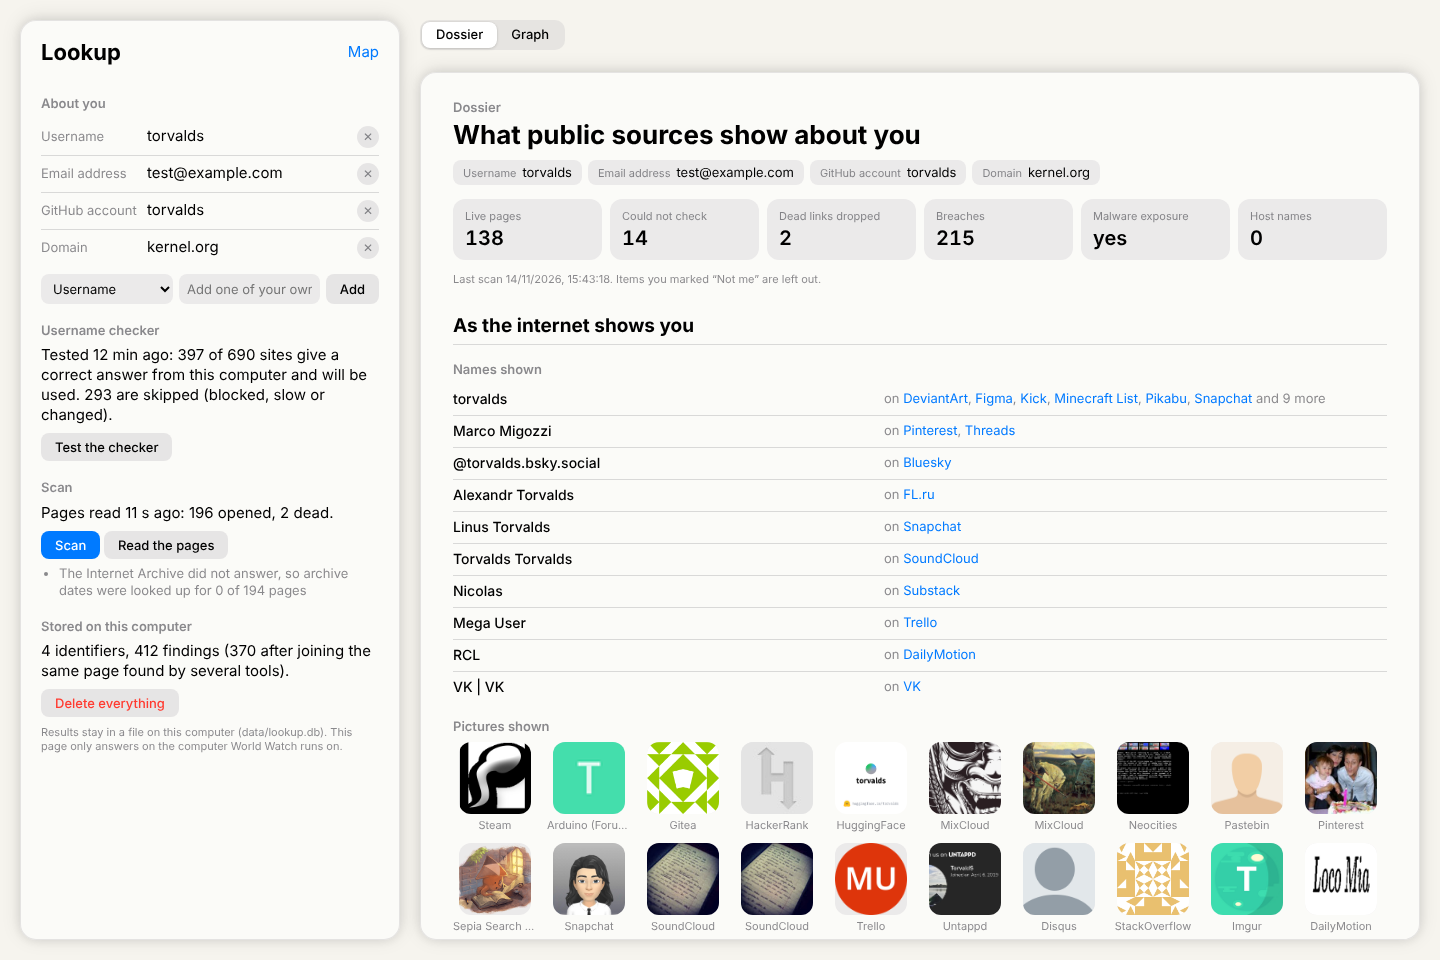 Lookup
Map
About you
Username torvalds ×
Email address test@example.com ×
GitHub account torvalds ×
Domain kernel.org ×
Username Add one of your owr Add
Username checker
Tested 12 min ago: 397 of 690 sites give a
correct answer from this computer and will be
used. 293 are skipped (blocked, slow or
changed).
Test the checker
Scan
Pages read 11 s ago: 196 opened, 2 dead.
Scan Read the pages
• The Internet Archive did not answer, so archive
dates were looked up for 0 of 194 pages
Stored on this computer
4 identifiers, 412 findings (370 after joining the
same page found by several tools).
Delete everything
Results stay in a file on this computer (data/lookup.db). This
page only answers on the computer World Watch runs on.
Dossier Graph
Dossier
What public sources show about you
Username torvalds Email address test@example.com GitHub account torvalds Domain kernel.org
Live pages Could not check Dead links dropped Breaches Malware exposure Host names
138 14 2 215 yes 0
Last scan 14/11/2026, 15:43:18. Items you marked “Not me” are left out.
As the internet shows you
Names shown
torvalds on DeviantArt, Figma, Kick, Minecraft List, Pikabu, Snapchat and 9 more
Marco Migozzi on Pinterest, Threads
@torvalds.bsky.social on Bluesky
Alexandr Torvalds on FL.ru
Linus Torvalds on Snapchat
Torvalds Torvalds on SoundCloud
Nicolas on Substack
Mega User on Trello
RCL on DailyMotion
VK | VK on VK
Pictures shown
T H torvalds
Steam Arduino (Foru... Gitea HackerRank HuggingFace MixCloud MixCloud Neocities Pastebin Pinterest
MU us on UNTAPPD T Loco Mia
Sepia Search ... Snapchat SoundCloud SoundCloud Trello Untappd Disqus StackOverflow Imgur DailyMotion